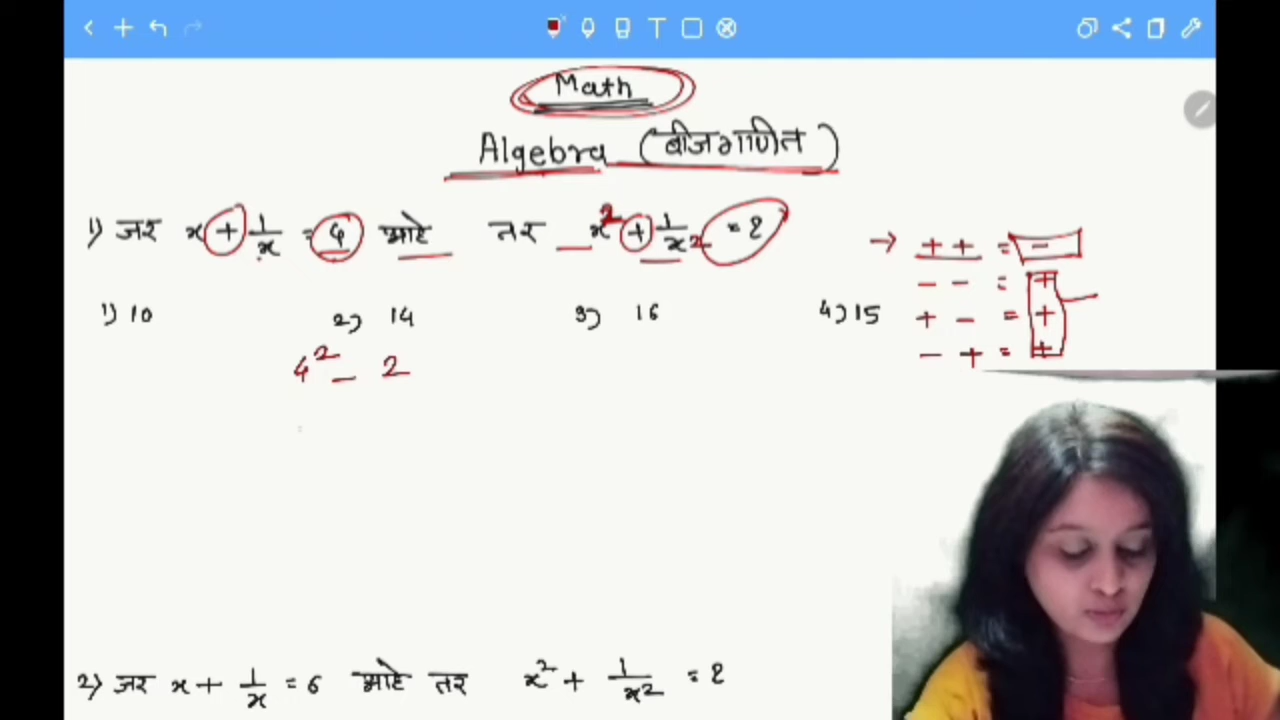 Math
Algebra (बीजगणित)
1) जर x + 1/x = 4 आहे तर x² + 1/x² = ?
1) 10 2) 14 3) 16 4) 15
4² - 2
→ + + = -
- - = +
+ - = +
- + = +
2) जर x + 1/x = 6 आहे तर x² + 1/x² = ?